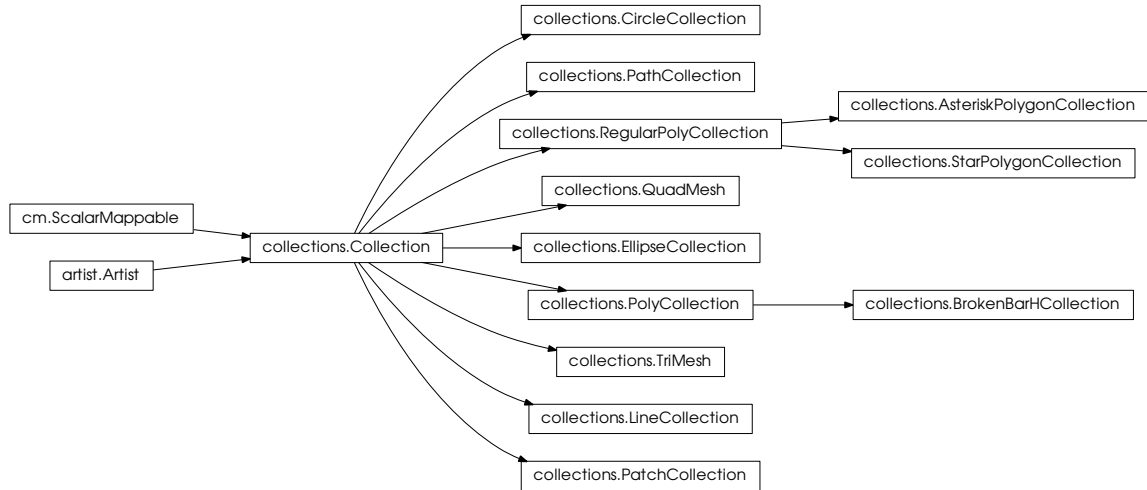 collections.CircleCollection
collections.PathCollection
collections.AsteriskPolygonCollection
collections.RegularPolyCollection
collections.StarPolygonCollection
collections.QuadMesh
cm.ScalarMappable
collections.Collection
collections.EllipseCollection
artist.Artist
collections.PolyCollection
collections.BrokenBarHCollection
collections.TriMesh
collections.LineCollection
collections.PatchCollection